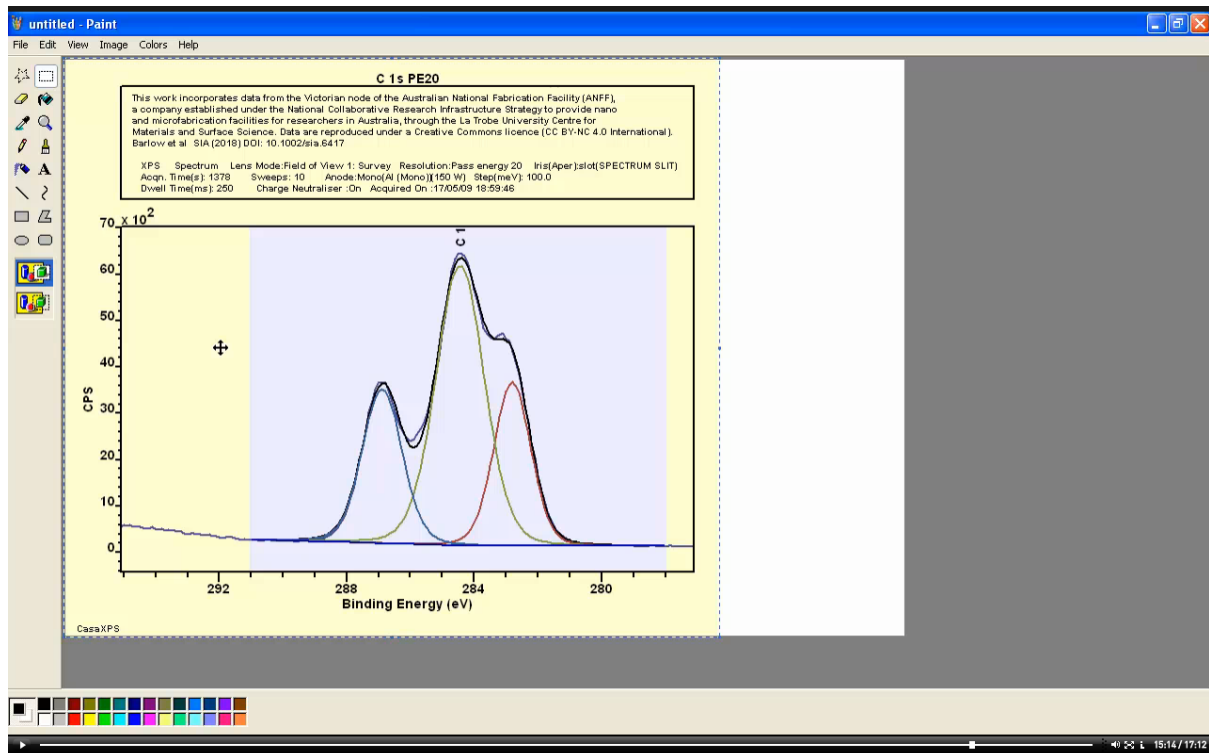 untitled - Paint
File Edit View Image Colors Help
C 1s PE20
This work incorporates data from the Victorian node of the Australian National Fabrication Facility (ANFF),
a company established under the National Collaborative Research Infrastructure Strategy to provide nano
and microfabrication facilities for researchers in Australia, through the La Trobe University Centre for
Materials and Surface Science. Data are reproduced under a Creative Commons licence (CC BY-NC 4.0 International).
Barlow et al SIA (2018) DOI: 10.1002/sia.6417
XPS Spectrum Lens Mode:Field of View 1: Survey Resolution:Pass energy 20 Iris(Aper):slot(SPECTRUM SLIT)
Acqn. Time(s): 1378 Sweeps: 10 Anode:Mono(Al (Mono))(150 W) Step(meV): 100.0
Dwell Time(ms): 250 Charge Neutraliser :On Acquired On :17/05/09 18:59:46
70 x 10^2
C 1
60
50
40
30
20
10
0
CPS
292 288 284 280
Binding Energy (eV)
CasaXPS
15:14/17:12